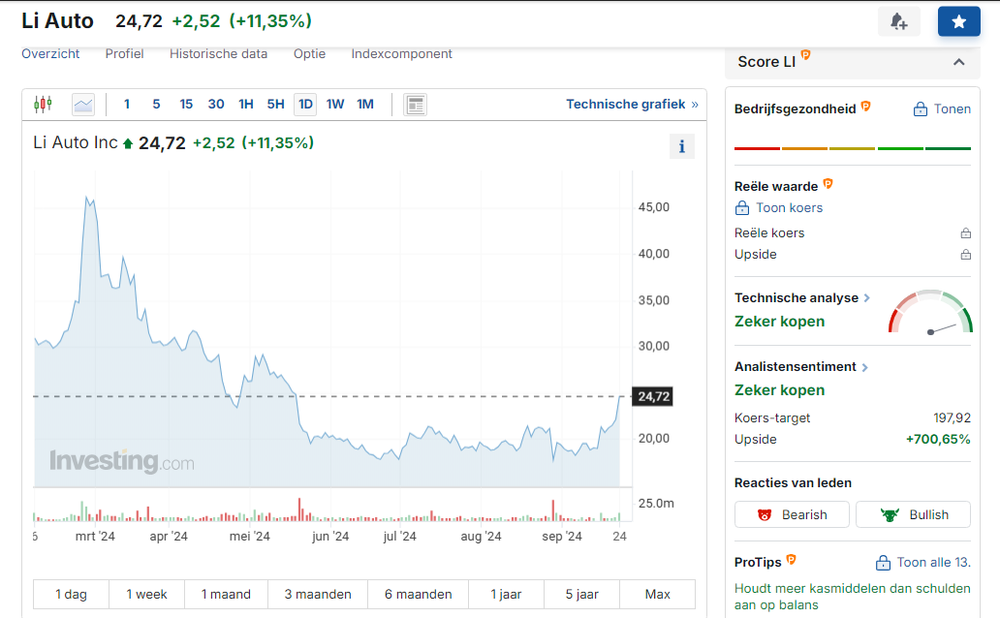 Li Auto 24,72 +2,52 (+11,35%)
Overzicht Profiel Historische data Optie Indexcomponent
1 5 15 30 1H 5H 1D 1W 1M Technische grafiek »
Li Auto Inc 24,72 +2,52 (+11,35%)
45,00
40,00
35,00
30,00
24,72
20,00
Investing.com
25.0m
6 mrt '24 apr '24 mei '24 jun '24 jul '24 aug '24 sep '24 24
1 dag 1 week 1 maand 3 maanden 6 maanden 1 jaar 5 jaar Max
Score LI
Bedrijfsgezondheid Tonen
Reële waarde
Toon koers
Reële koers
Upside
Technische analyse
Zeker kopen
Analistensentiment
Zeker kopen
Koers-target 197,92
Upside +700,65%
Reacties van leden
Bearish Bullish
ProTips Toon alle 13.
Houdt meer kasmiddelen dan schulden
aan op balans